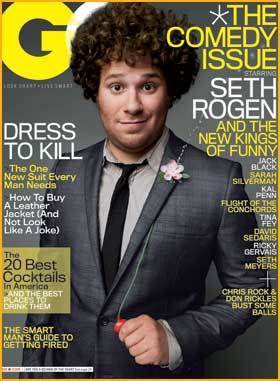 GQ
LOOK SHARP + LIVE SMART
*THE
COMEDY
ISSUE
STARRING
SETH
ROGEN
AND THE
NEW KINGS
OF FUNNY
JACK
BLACK
SARAH
SILVERMAN
KAL
PENN
FLIGHT OF THE
CONCHORDS
TINA
FEY
DAVID
SEDARIS
RICKY
GERVAIS
SETH
MEYERS
+
CHRIS ROCK &
DON RICKLES
BUST SOME
BALLS
DRESS
TO KILL
The One
New Suit Every
Man Needs
How To Buy
A Leather
Jacket (And
Not Look
Like A Joke)
The
20 Best
Cocktails
In America
+ AND THE BEST
PLACES TO
DRINK THEM
THE SMART
MAN'S GUIDE TO
GETTING FIRED